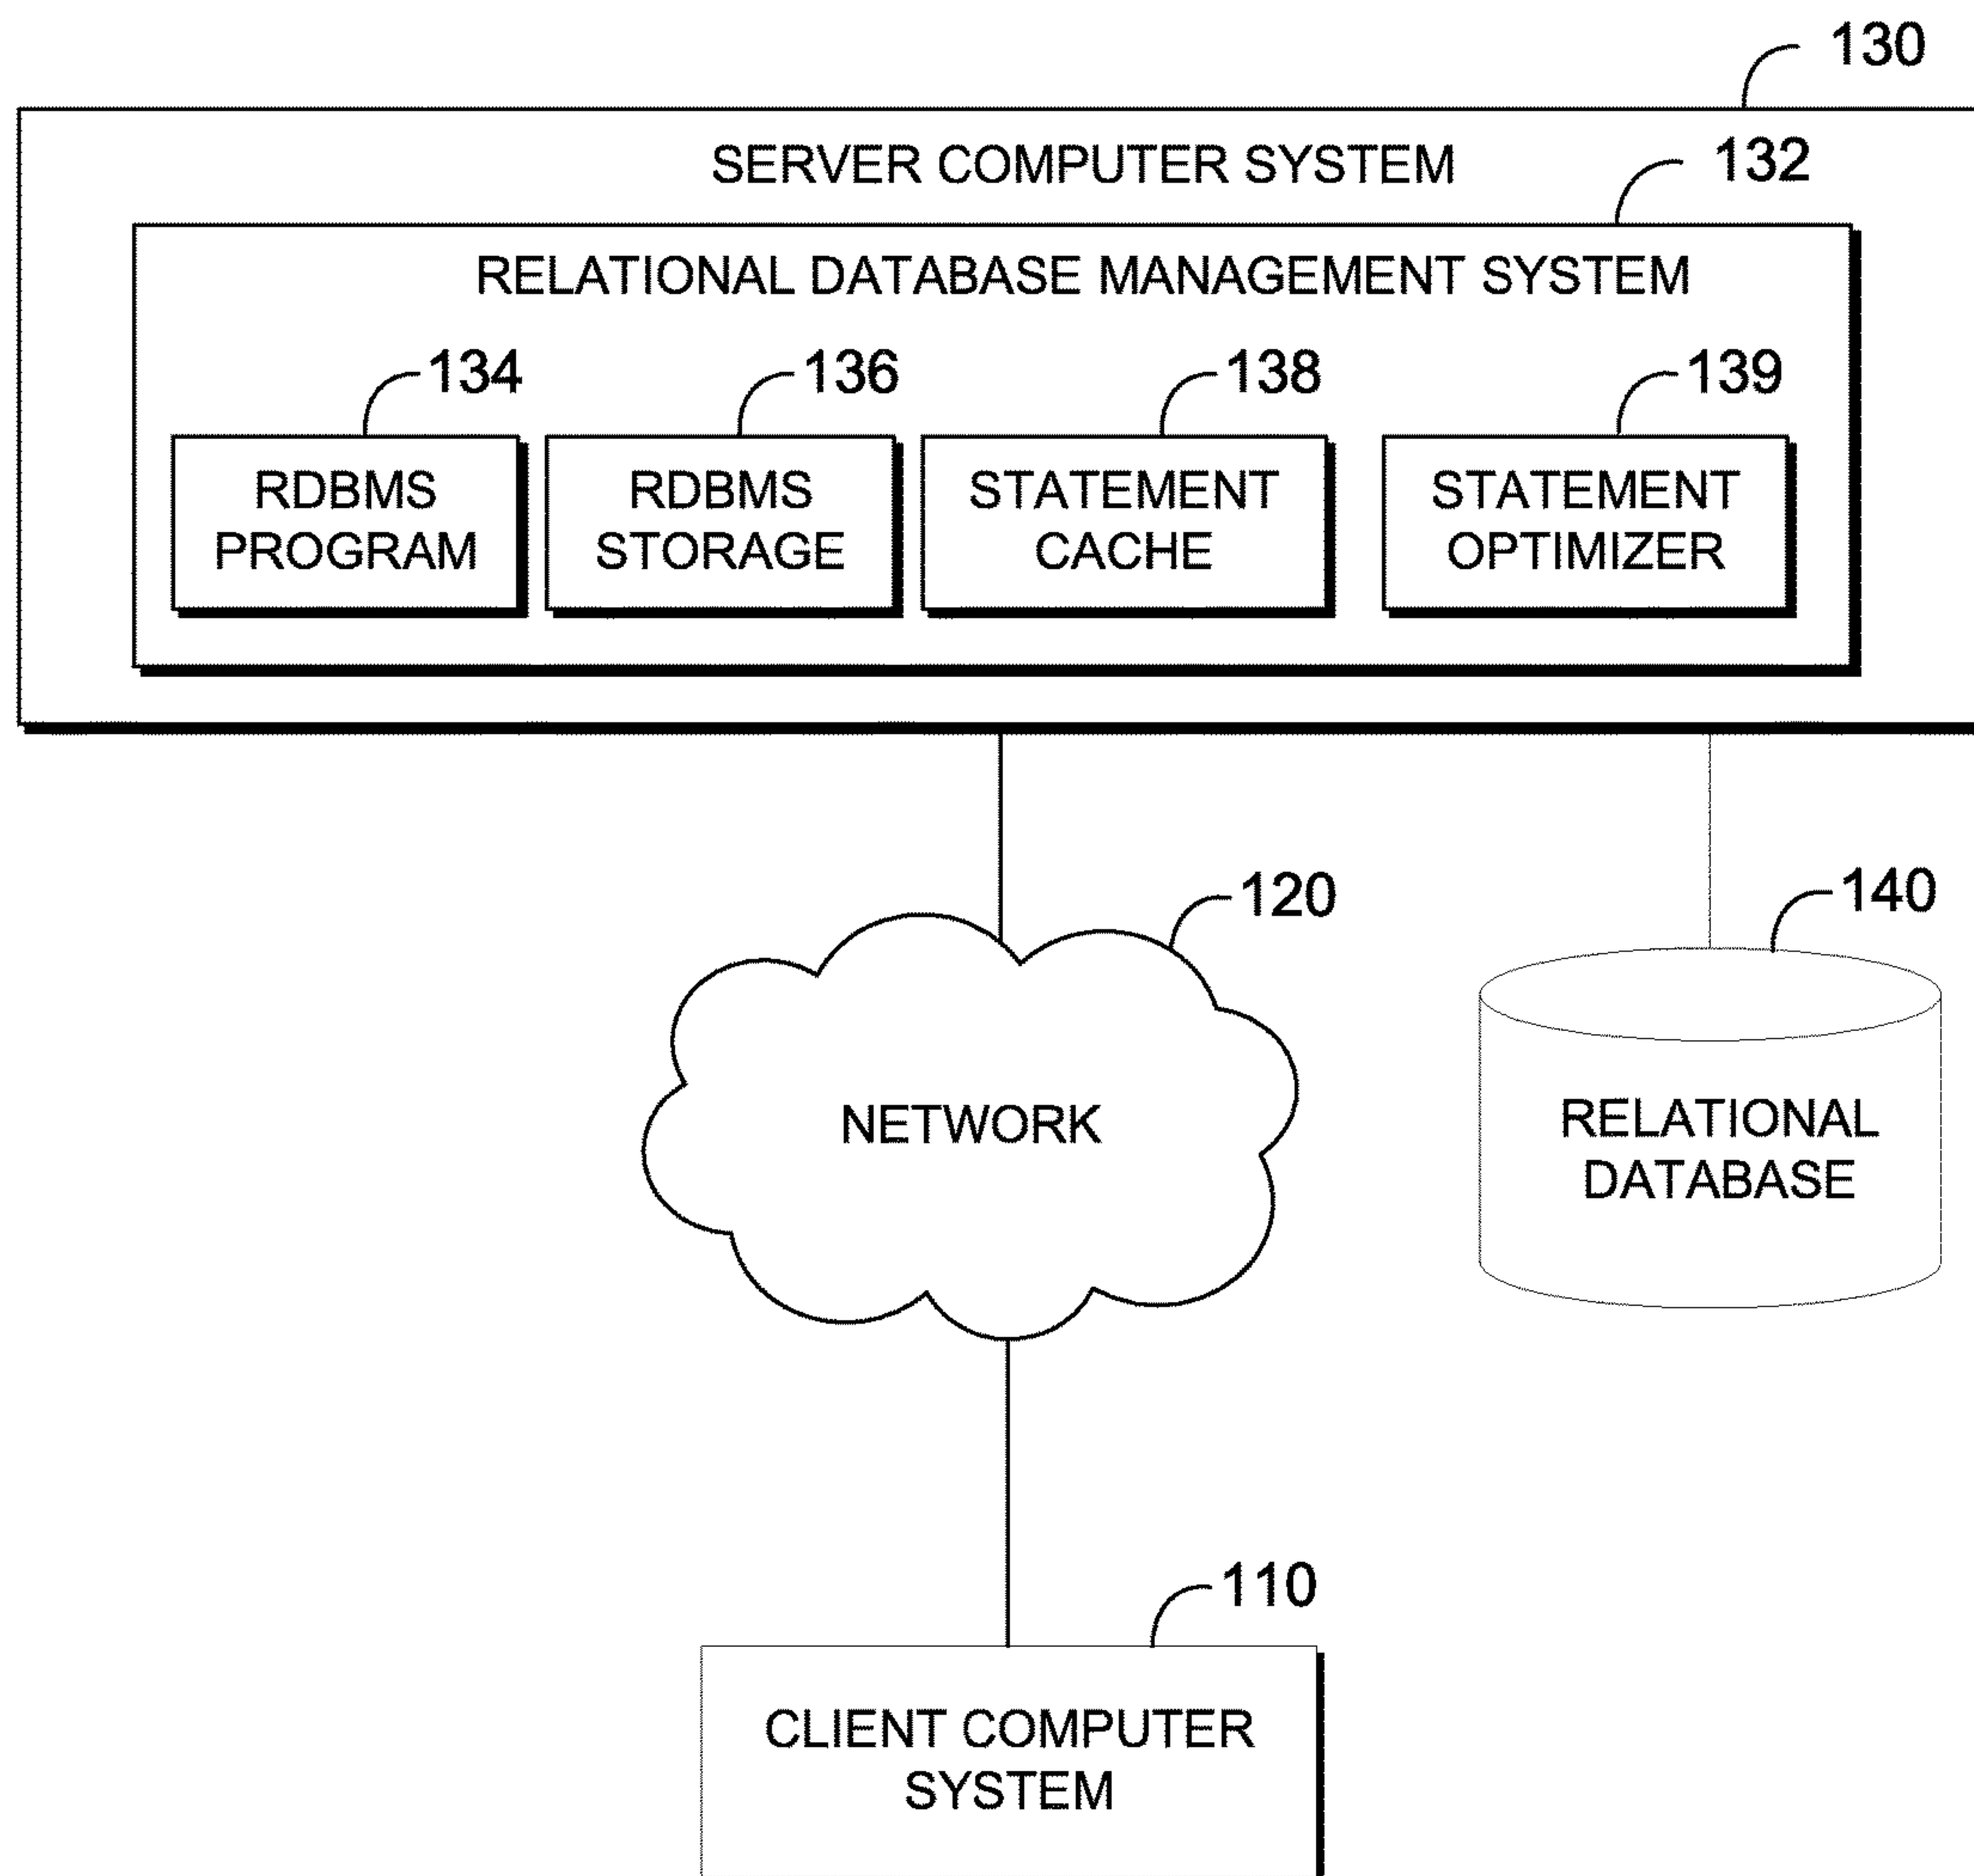 130
SERVER COMPUTER SYSTEM
132
RELATIONAL DATABASE MANAGEMENT SYSTEM
134
136
138
139
RDBMS
PROGRAM
RDBMS
STORAGE
STATEMENT
CACHE
STATEMENT
OPTIMIZER
120
140
NETWORK
RELATIONAL
DATABASE
110
CLIENT COMPUTER
SYSTEM